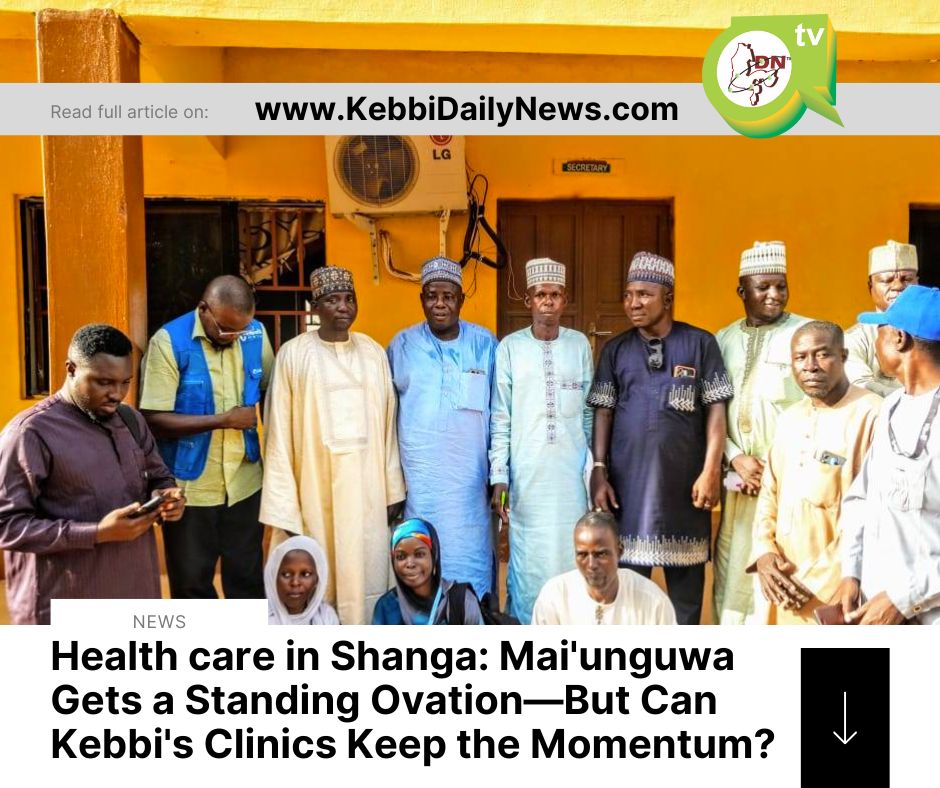 tv
DN
Read full article on: www.KebbiDailyNews.com
LG
SECRETARY
NEWS
Health care in Shanga: Mai'unguwa
Gets a Standing Ovation—But Can
Kebbi's Clinics Keep the Momentum?